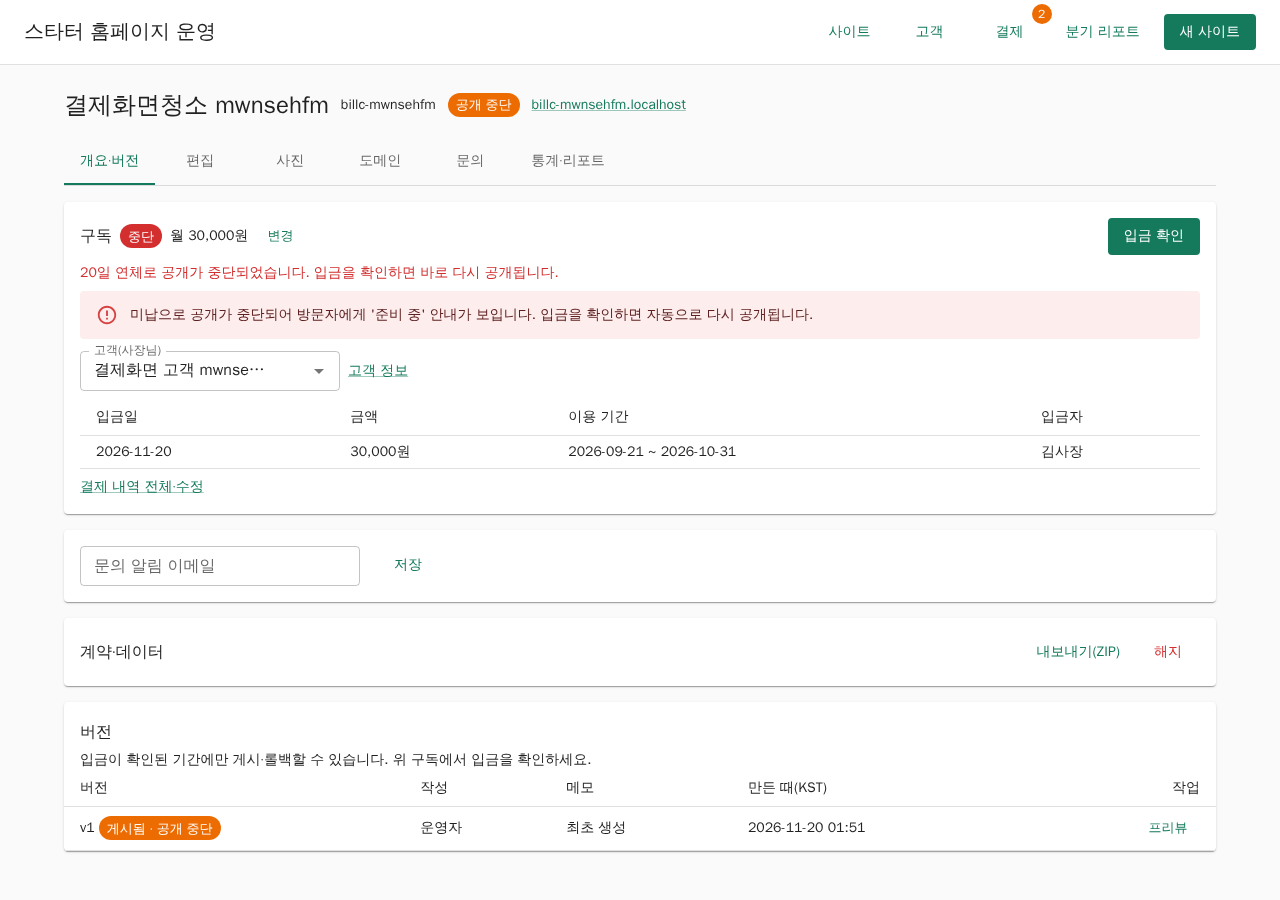 스타터 홈페이지 운영
사이트
고객
결제
2
분기 리포트
새 사이트
결제화면청소 mwnsehfm billc-mwnsehfm 공개 중단 billc-mwnsehfm.localhost
개요·버전 편집 사진 도메인 문의 통계·리포트
구독 중단 월 30,000원 변경 입금 확인
20일 연체로 공개가 중단되었습니다. 입금을 확인하면 바로 다시 공개됩니다.
미납으로 공개가 중단되어 방문자에게 '준비 중' 안내가 보입니다. 입금을 확인하면 자동으로 다시 공개됩니다.
고객(사장님)
결제화면 고객 mwnse… 고객 정보
입금일 금액 이용 기간 입금자
2026-11-20 30,000원 2026-09-21 ~ 2026-10-31 김사장
결제 내역 전체·수정
문의 알림 이메일 저장
계약·데이터 내보내기(ZIP) 해지
버전
입금이 확인된 기간에만 게시·롤백할 수 있습니다. 위 구독에서 입금을 확인하세요.
버전 작성 메모 만든 때(KST) 작업
v1 게시됨 · 공개 중단 운영자 최초 생성 2026-11-20 01:51 프리뷰